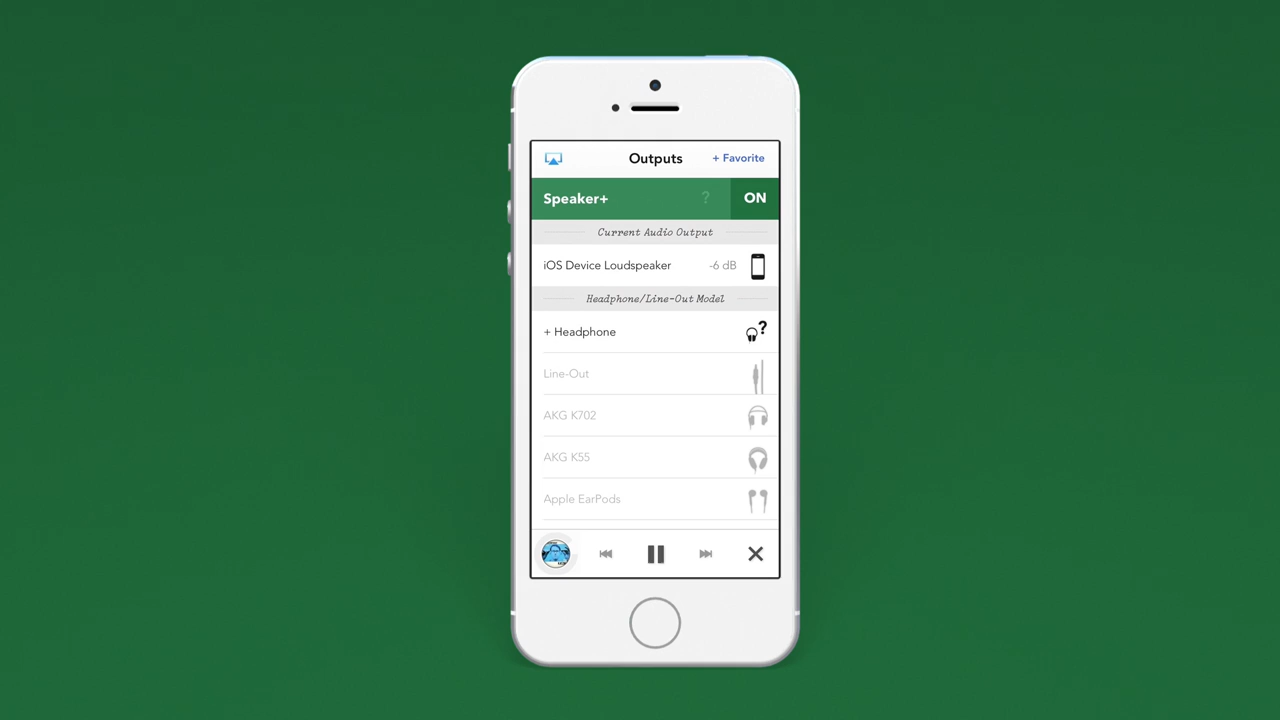 Outputs
+ Favorite
Speaker+ ? ON
Current Audio Output
iOS Device Loudspeaker -6 dB
Headphone/Line-Out Model
+ Headphone ?
Line-Out
AKG K702
AKG K55
Apple EarPods